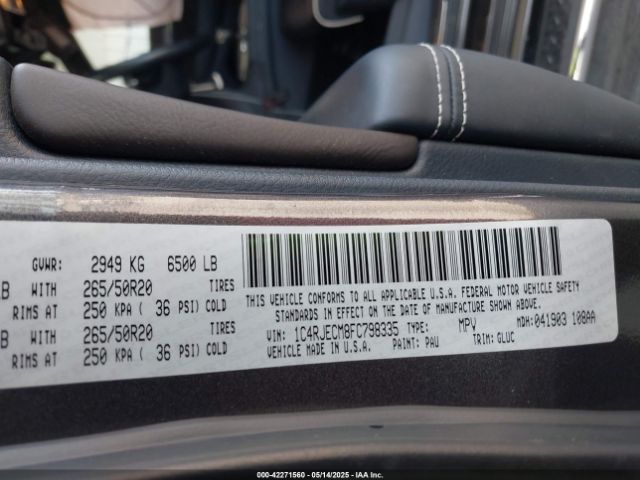 GVWR: 2949 KG 6500 LB
B WITH 265/50R20 TIRES
RIMS AT 250 KPA ( 36 PSI) COLD
B WITH 265/50R20 TIRES
RIMS AT 250 KPA ( 36 PSI) COLD
THIS VEHICLE CONFORMS TO ALL APPLICABLE U.S.A. FEDERAL MOTOR VEHICLE SAFETY
STANDARDS IN EFFECT ON THE DATE OF MANUFACTURE SHOWN ABOVE.
VIN: 1C4RJECM8FC798335 TYPE: MPV MDH: 041903 108AA
VEHICLE MADE IN U.S.A. PAINT: PAU TRIM: GLUC
000-42271560 | 05/14/2025 | IAA Inc.